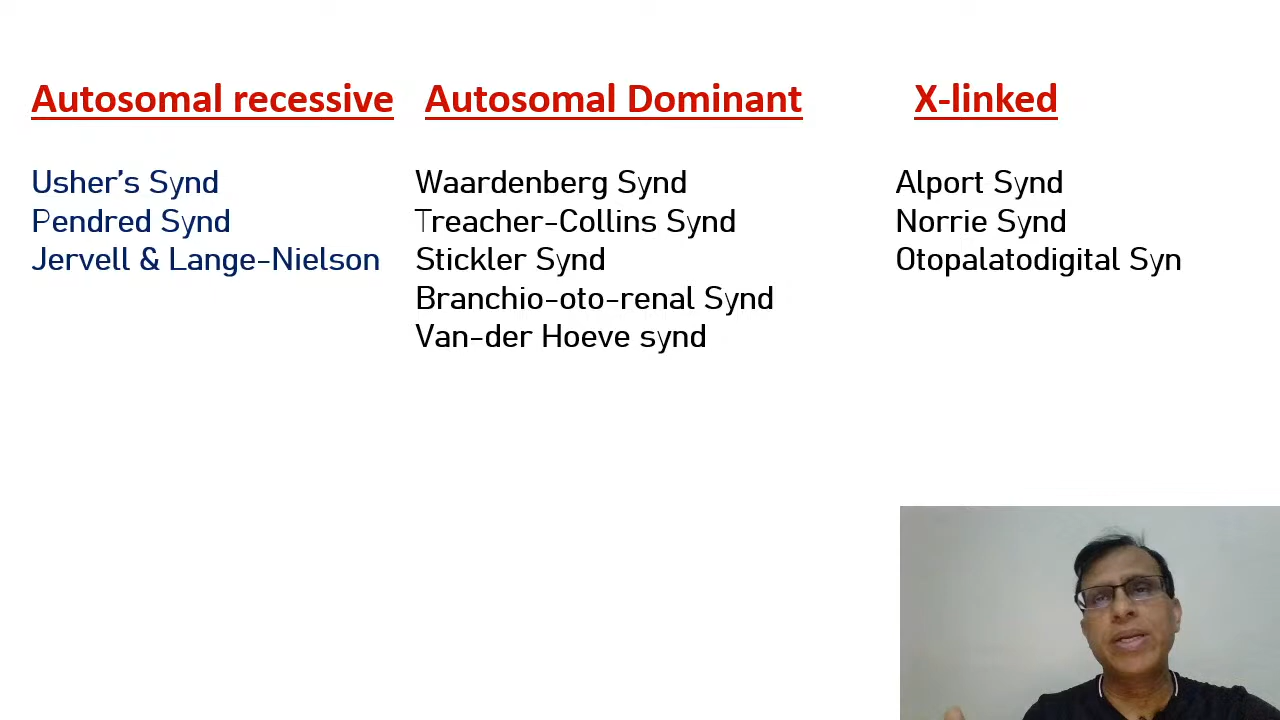 Autosomal recessive
Usher's Synd
Pendred Synd
Jervell & Lange-Nielson
Autosomal Dominant
Waardenberg Synd
Treacher-Collins Synd
Stickler Synd
Branchio-oto-renal Synd
Van-der Hoeve synd
X-linked
Alport Synd
Norrie Synd
Otopalatodigital Syn